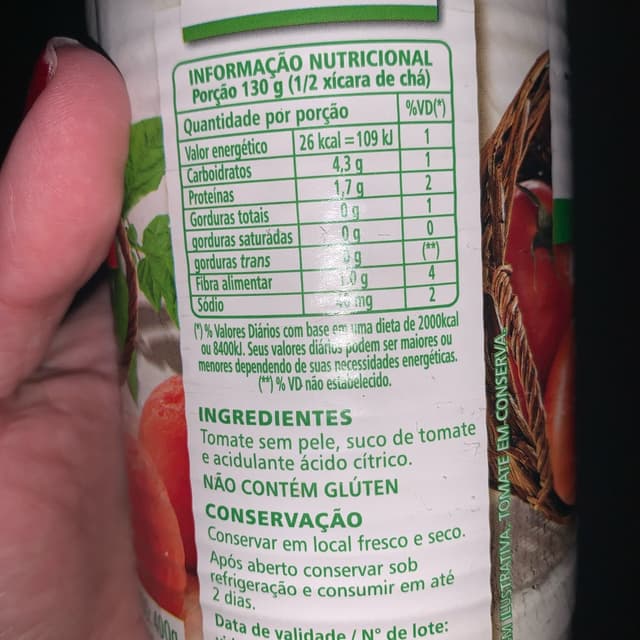 INFORMAÇÃO NUTRICIONAL
Porção 130 g (1/2 xícara de chá)
Quantidade por porção %VD(*)
Valor energético 26 kcal = 109 kJ 1
Carboidratos 4,3 g 1
Proteínas 1,7 g 2
Gorduras totais 0 g 1
gorduras saturadas 0 g 0
gorduras trans 0 g (**)
Fibra alimentar 1,0 g 4
Sódio mg 2
(*) % Valores Diários com base em uma dieta de 2000kcal
ou 8400kJ. Seus valores diários podem ser maiores ou
menores dependendo de suas necessidades energéticas.
(**) % VD não estabelecido.
INGREDIENTES
Tomate sem pele, suco de tomate
e acidulante ácido cítrico.
NÃO CONTÉM GLÚTEN
CONSERVAÇÃO
Conservar em local fresco e seco.
Após aberto conservar sob
refrigeração e consumir em até
2 dias.
Data de validade / N° de lote:
400g
ILUSTRATIVA - TOMATE EM CONSERVA